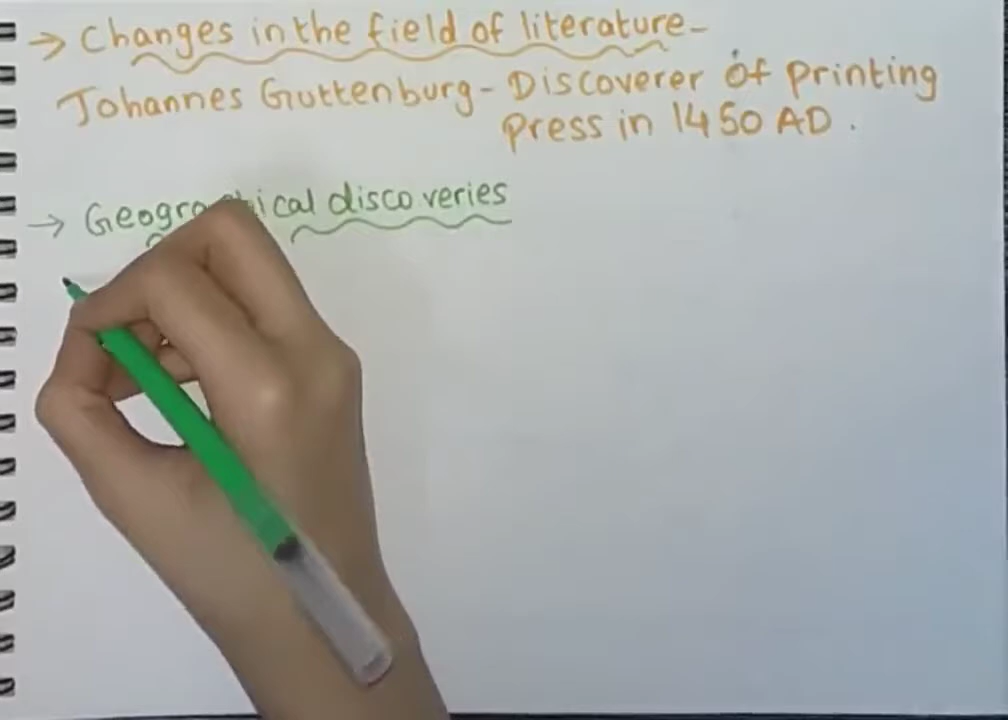 → Changes in the field of literature-
Johannes Guttenburg - Discoverer of printing
Press in 1450 AD.
→ discoveries